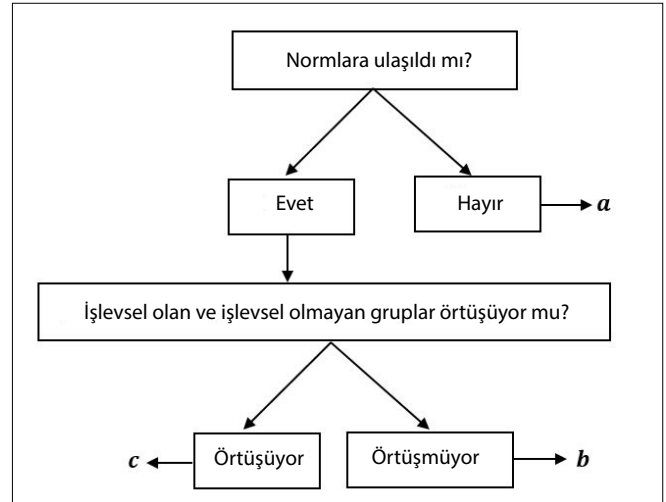 Normlara ulaşıldı mı?
Evet
Hayır
a
İşlevsel olan ve işlevsel olmayan gruplar örtüşüyor mu?
c
Örtüşüyor
Örtüşmüyor
b